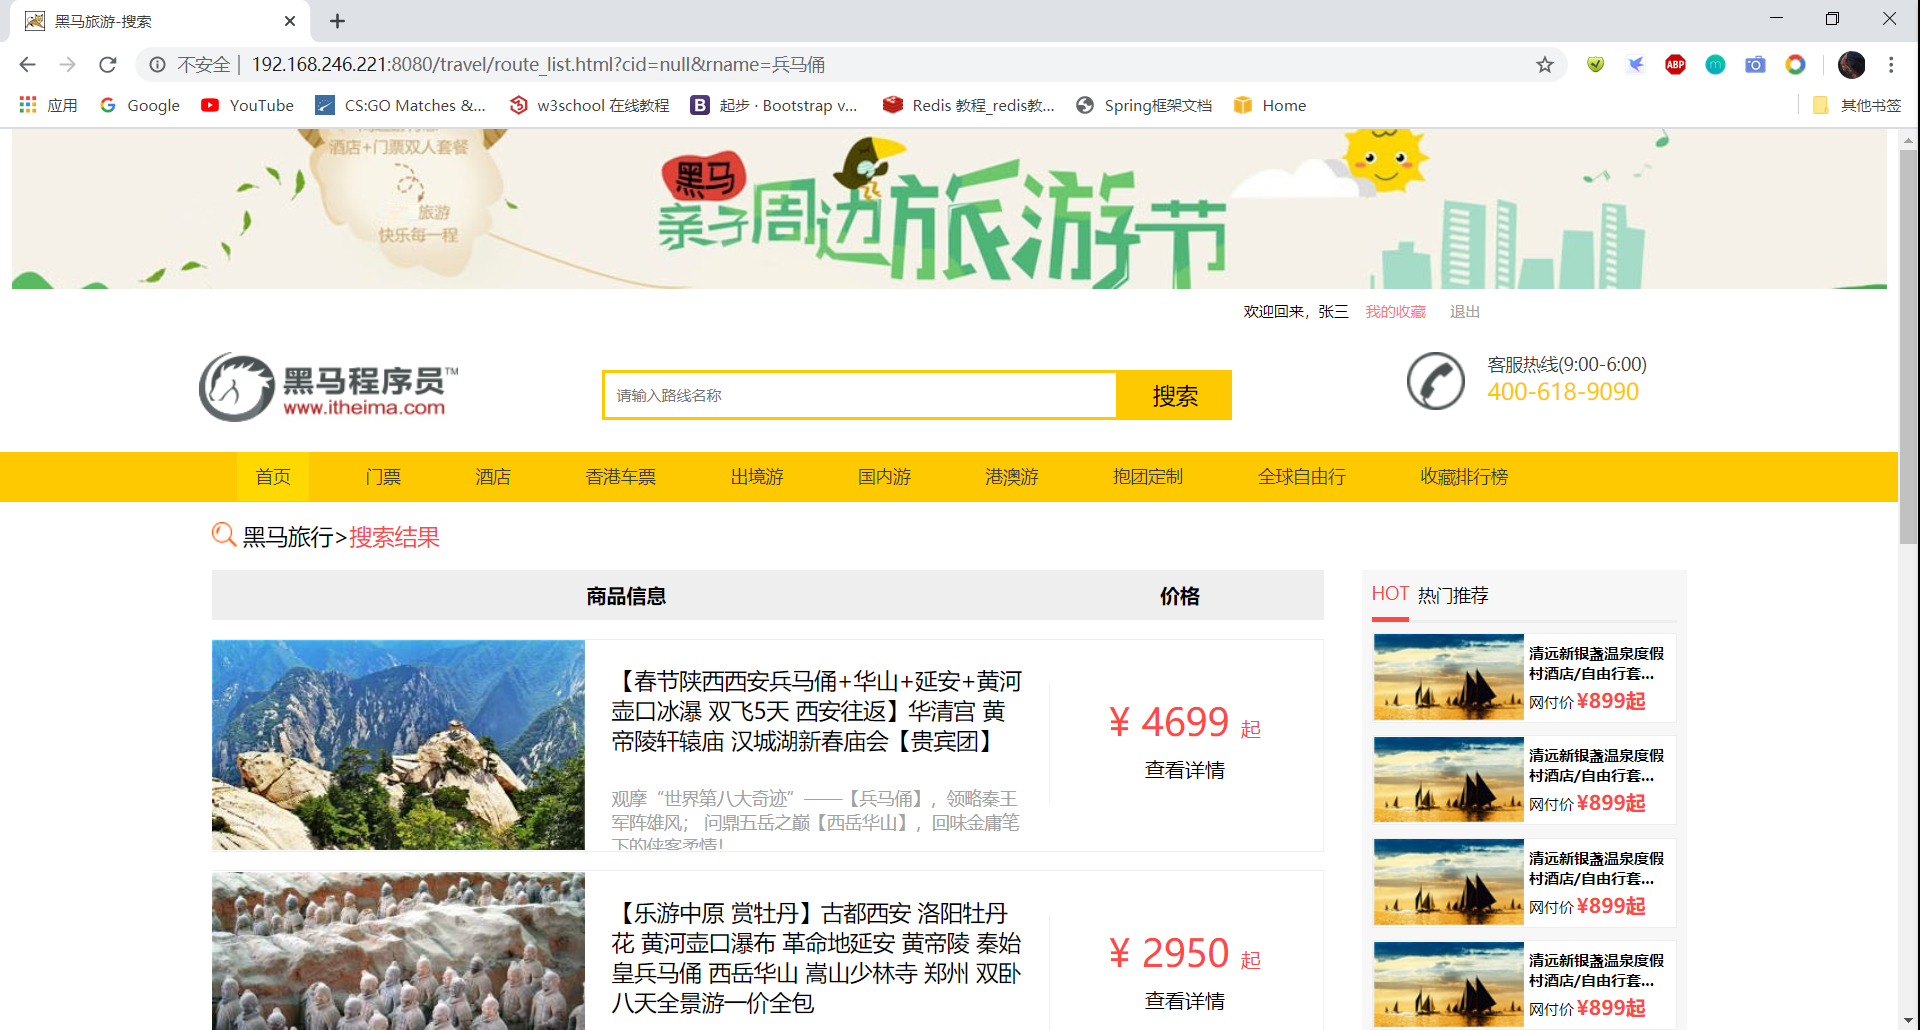 黑马旅游-搜索
不安全 192.168.246.221:8080/travel/route_list.html?cid=null&rname=兵马俑
ABP
应用 Google YouTube CS:GO Matches &... w3school 在线教程 起步 · Bootstrap v... Redis 教程_redis教... Spring框架文档 Home 其他书签
酒店+门票双人套餐
旅游
快乐每一程
黑马
亲子周边旅游节
欢迎回来，张三 我的收藏 退出
黑马程序员™
www.itheima.com
请输入路线名称 搜索
客服热线(9:00-6:00)
400-618-9090
首页 门票 酒店 香港车票 出境游 国内游 港澳游 抱团定制 全球自由行 收藏排行榜
黑马旅行>搜索结果
商品信息 价格
【春节陕西西安兵马俑+华山+延安+黄河
壶口冰瀑 双飞5天 西安往返】华清宫 黄
帝陵轩辕庙 汉城湖新春庙会【贵宾团】
观摩“世界第八大奇迹”——【兵马俑】，领略秦王
军阵雄风； 问鼎五岳之巅【西岳华山】，回味金庸笔
下的侠客柔情！
¥ 4699 起
查看详情
【乐游中原 赏牡丹】古都西安 洛阳牡丹
花 黄河壶口瀑布 革命地延安 黄帝陵 秦始
皇兵马俑 西岳华山 嵩山少林寺 郑州 双卧
八天全景游一价全包
¥ 2950 起
查看详情
HOT 热门推荐
清远新银盏温泉度假
村酒店/自由行套...
网付价 ¥899起
清远新银盏温泉度假
村酒店/自由行套...
网付价 ¥899起
清远新银盏温泉度假
村酒店/自由行套...
网付价 ¥899起
清远新银盏温泉度假
村酒店/自由行套...
网付价 ¥899起